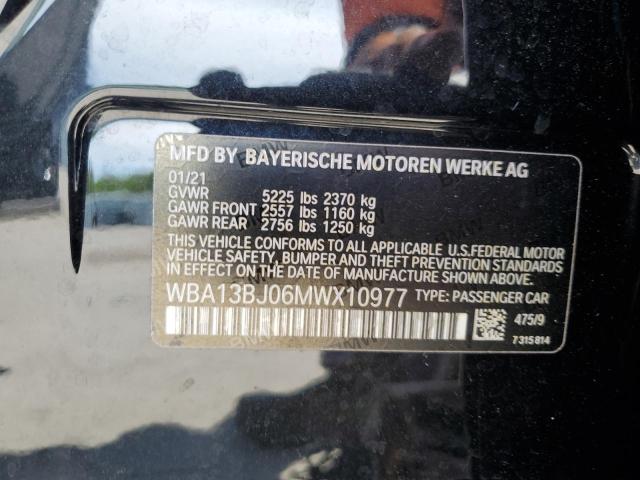 MFD BY BAYERISCHE MOTOREN WERKE AG
01/21
GVWR 5225 lbs 2370 kg
GAWR FRONT 2557 lbs 1160 kg
GAWR REAR 2756 lbs 1250 kg
THIS VEHICLE CONFORMS TO ALL APPLICABLE U.S.FEDERAL MOTOR
VEHICLE SAFETY, BUMPER AND THEFT PREVENTION STANDARDS
IN EFFECT ON THE DATE OF MANUFACTURE SHOWN ABOVE.
WBA13BJ06MWX10977 TYPE: PASSENGER CAR
475/9
7315814